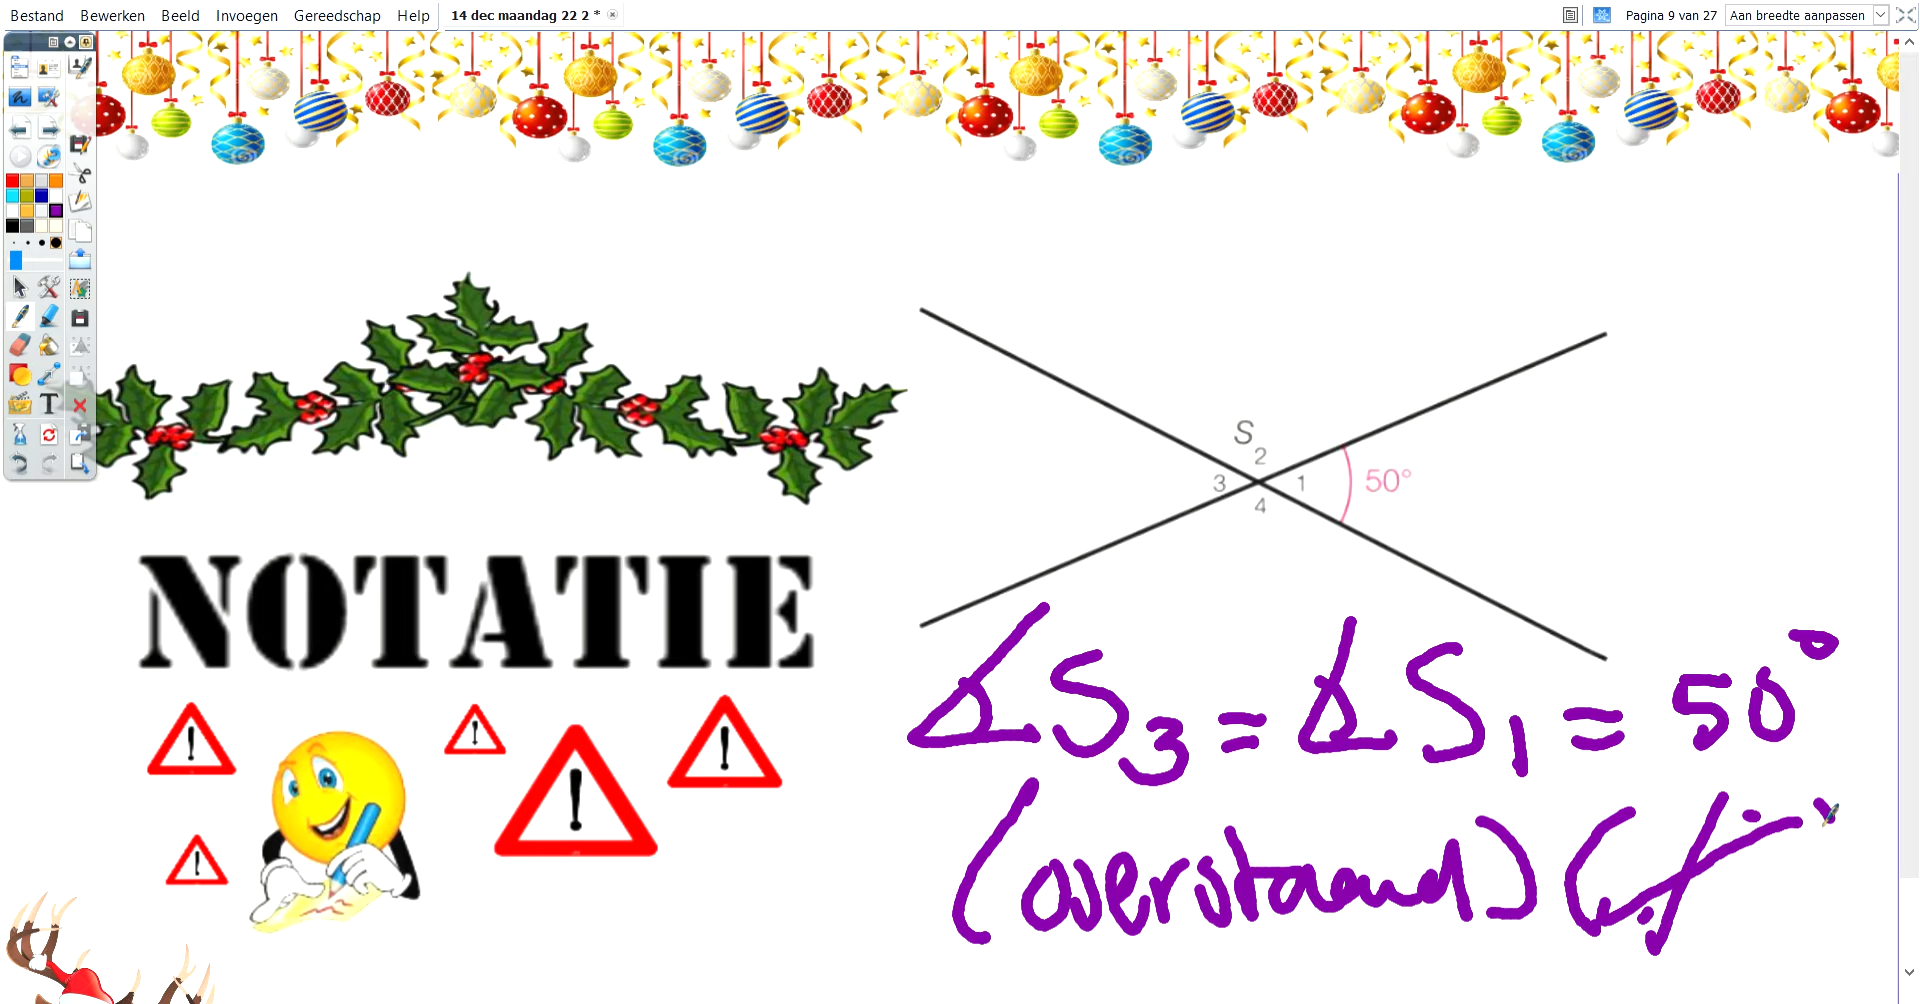 Bestand Bewerken Beeld Invoegen Gereedschap Help 14 dec maandag 22 2 * Pagina 9 van 27 Aan breedte aanpassen
S
2
3 1 50°
4
NOTATIE
∠S3 = ∠S1 = 50°
(overstaand)
! ! ! ! !